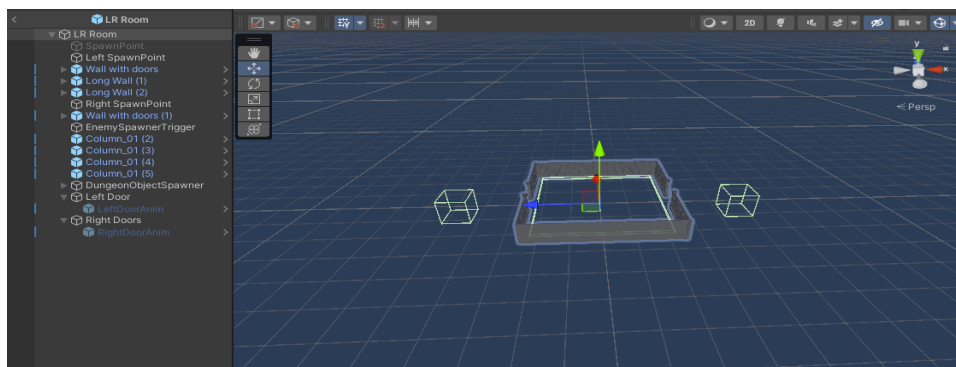 LR Room
LR Room
SpawnPoint
Left SpawnPoint
Wall with doors
Long Wall (1)
Long Wall (2)
Right SpawnPoint
Wall with doors (1)
EnemySpawnerTrigger
Column_01 (2)
Column_01 (3)
Column_01 (4)
Column_01 (5)
DungeonObjectSpawner
Left Door
LeftDoorAnim
Right Doors
RightDoorAnim
2D
y
x
Persp